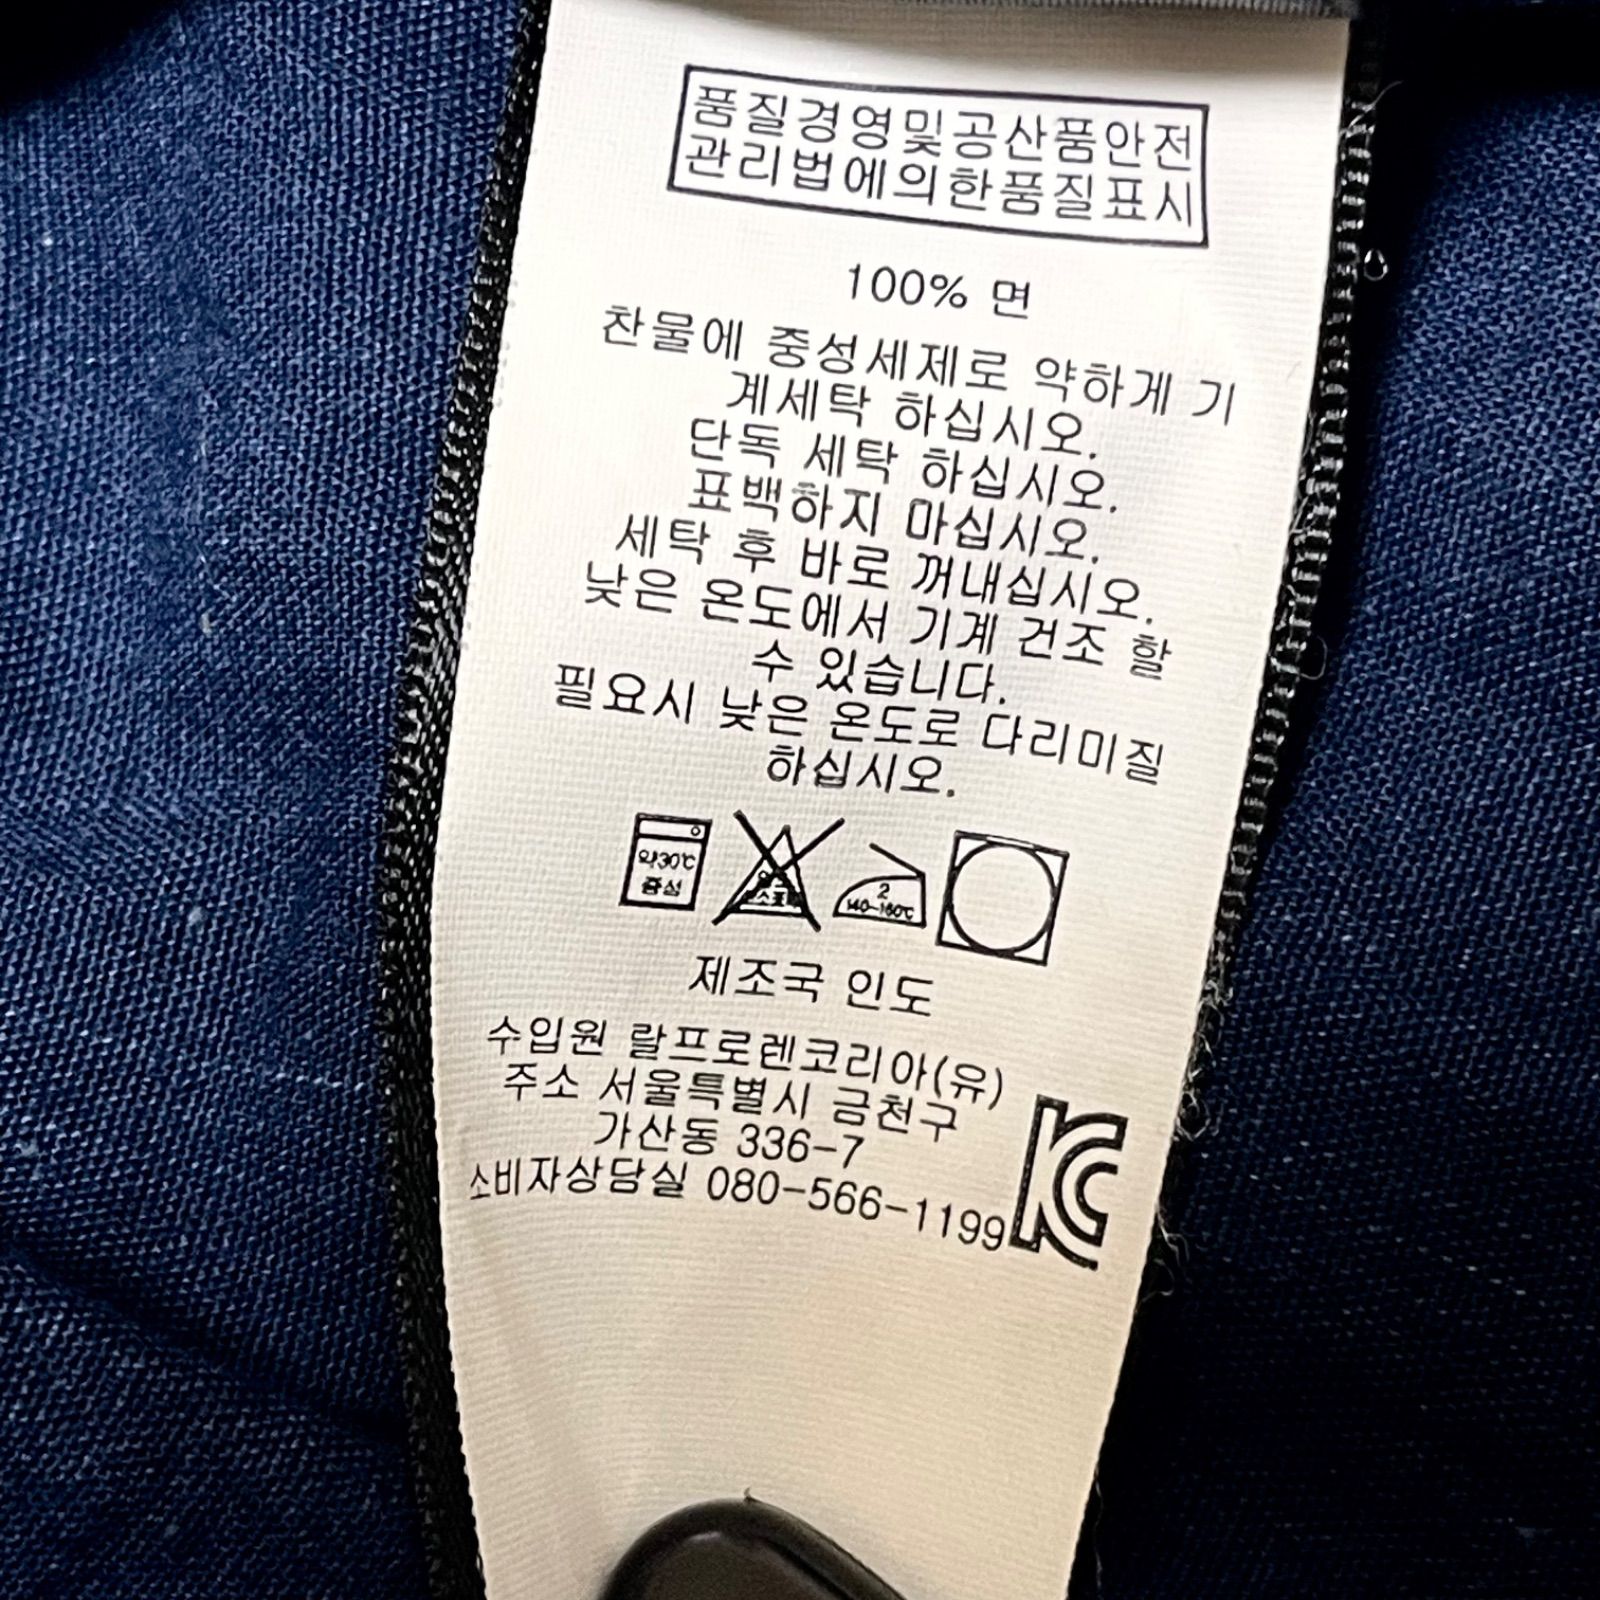 품질경영및공산품안전
관리법에의한품질표시
100% 면
찬물에 중성세제로 약하게 기
계세탁 하십시오.
단독 세탁 하십시오.
표백하지 마십시오.
세탁 후 바로 꺼내십시오.
낮은 온도에서 기계 건조 할
수 있습니다.
필요시 낮은 온도로 다리미질
하십시오.
약30℃
중성
2
140~160℃
제조국 인도
수입원 랄프로렌코리아(유)
주소 서울특별시 금천구
가산동 336-7
소비자상담실 080-566-1199
KC